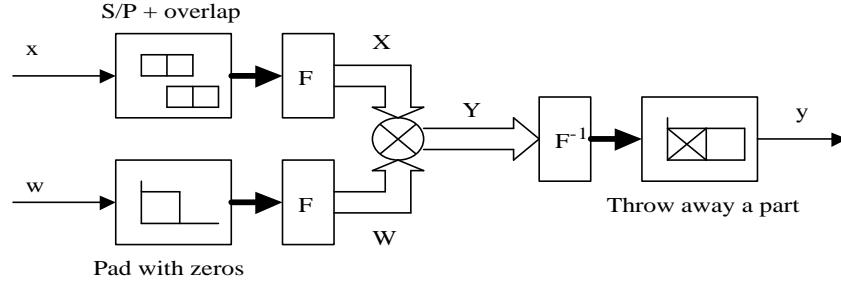 S/P + overlap
x
F
X
Y
F⁻¹
y
w
F
W
Pad with zeros
Throw away a part